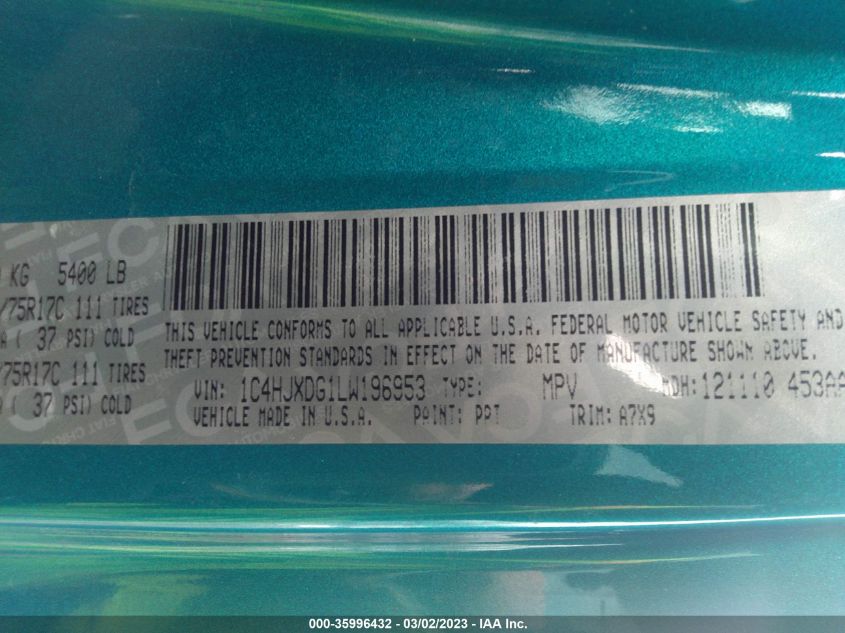 KG 5400 LB
/75R17C 111 TIRES
( 37 PSI) COLD
75R17C 111 TIRES
( 37 PSI) COLD
THIS VEHICLE CONFORMS TO ALL APPLICABLE U.S.A. FEDERAL MOTOR VEHICLE SAFETY AND
THEFT PREVENTION STANDARDS IN EFFECT ON THE DATE OF MANUFACTURE SHOWN ABOVE.
VIN: 1C4HJXDG1LW196953 TYPE: MPV MDH: 121110 453AA
VEHICLE MADE IN U.S.A. PAINT: PPT TRIM: A7X9
000-35996432 - 03/02/2023 - IAA Inc.